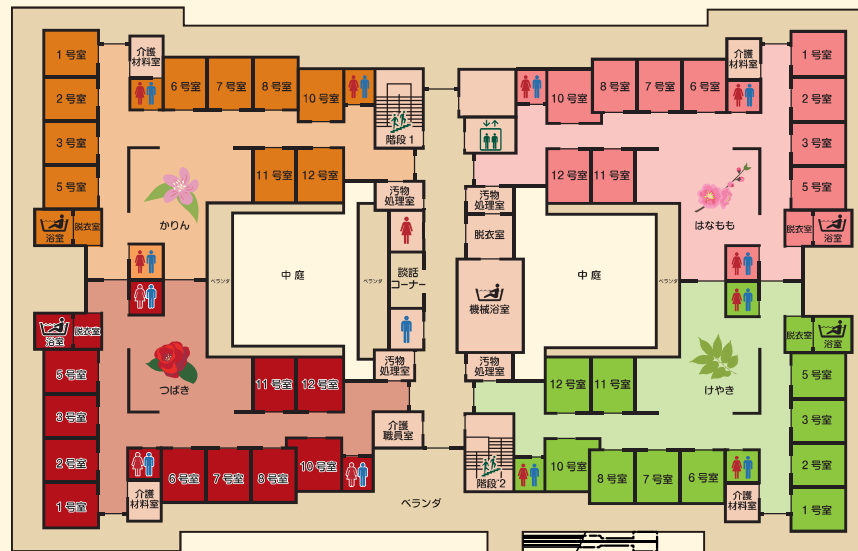 1号室
2号室
3号室
5号室
浴室
脱衣室
介護
材料室
6号室
7号室
8号室
10号室
11号室
12号室
階段1
かりん
汚物
処理室
談話
コーナー
汚物
処理室
介護
職員室
中庭
ベランダ
ベランダ
浴室
脱衣室
5号室
3号室
2号室
1号室
つばき
11号室
12号室
介護
材料室
6号室
7号室
8号室
10号室
10号室
8号室
7号室
6号室
介護
材料室
1号室
2号室
3号室
5号室
脱衣室
浴室
12号室
11号室
はなもも
汚物
処理室
脱衣室
機械浴室
汚物
処理室
中庭
ベランダ
脱衣室
浴室
5号室
3号室
2号室
1号室
けやき
12号室
11号室
階段2
10号室
8号室
7号室
6号室
介護
材料室
ベランダ